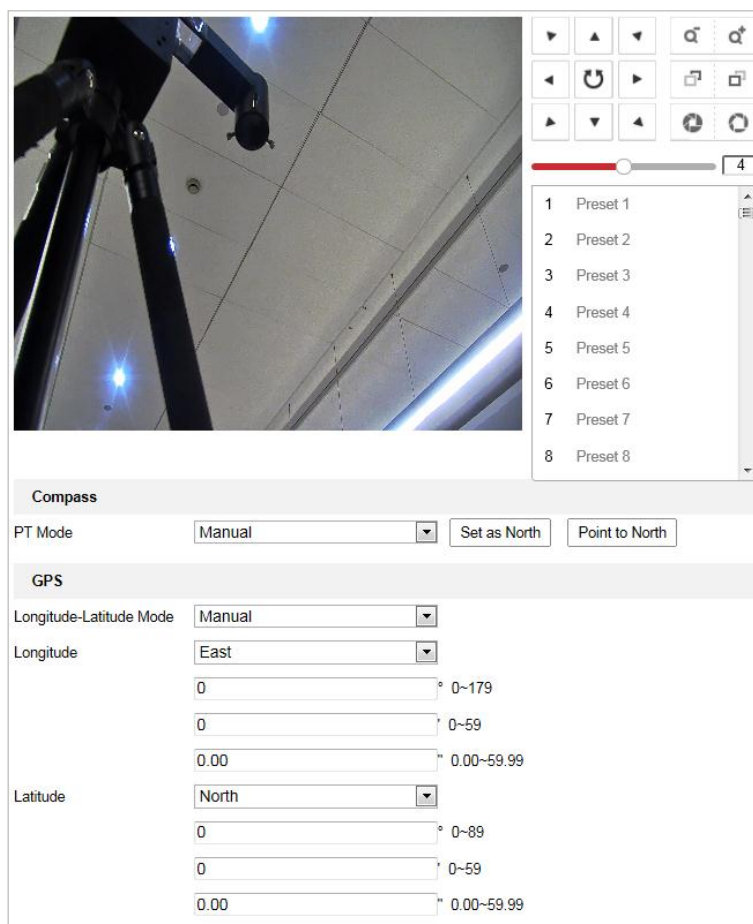 4
1 Preset 1
2 Preset 2
3 Preset 3
4 Preset 4
5 Preset 5
6 Preset 6
7 Preset 7
8 Preset 8
Compass
PT Mode Manual Set as North Point to North
GPS
Longitude-Latitude Mode Manual
Longitude East
0 ° 0~179
0 ' 0~59
0.00 " 0.00~59.99
Latitude North
0 ° 0~89
0 ' 0~59
0.00 " 0.00~59.99